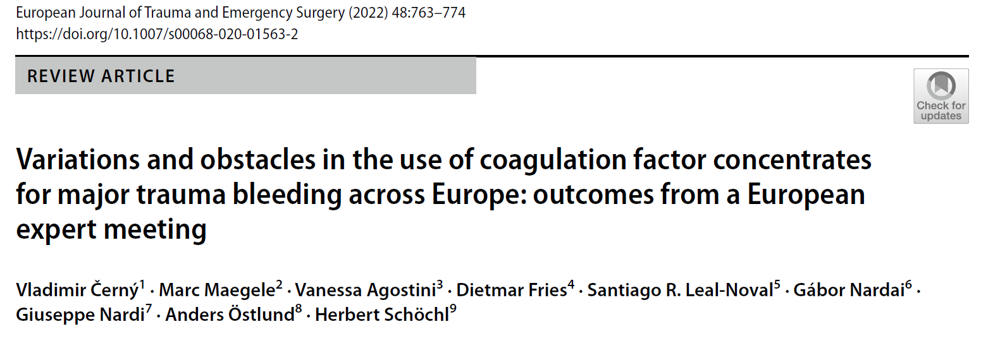 European Journal of Trauma and Emergency Surgery (2022) 48:763–774
https://doi.org/10.1007/s00068-020-01563-2
REVIEW ARTICLE
Check for
updates
Variations and obstacles in the use of coagulation factor concentrates
for major trauma bleeding across Europe: outcomes from a European
expert meeting
Vladimir Černý1 · Marc Maegele2 · Vanessa Agostini3 · Dietmar Fries4 · Santiago R. Leal-Noval5 · Gábor Nardai6 ·
Giuseppe Nardi7 · Anders Östlund8 · Herbert Schöchl9